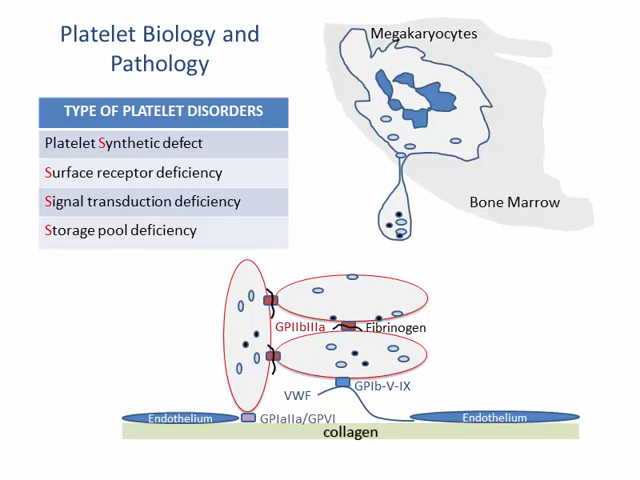 Platelet Biology and
Pathology
Megakaryocytes
TYPE OF PLATELET DISORDERS
Platelet Synthetic defect
Surface receptor deficiency
Signal transduction deficiency
Storage pool deficiency
Bone Marrow
GPIIbIIIa
Fibrinogen
GPIb-V-IX
VWF
Endothelium
GPIaIIa/GPVI
Endothelium
collagen